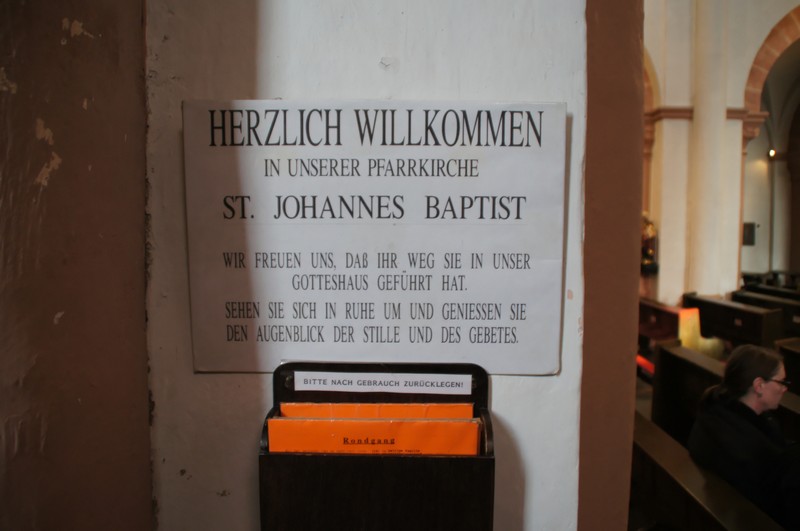 HERZLICH WILLKOMMEN
IN UNSERER PFARRKIRCHE
ST. JOHANNES BAPTIST
WIR FREUEN UNS, DAß IHR WEG SIE IN UNSER
GOTTESHAUS GEFÜHRT HAT.
SEHEN SIE SICH IN RUHE UM UND GENIESSEN SIE
DEN AUGENBLICK DER STILLE UND DES GEBETES.
BITTE NACH GEBRAUCH ZURÜCKLEGEN!
Rondgang